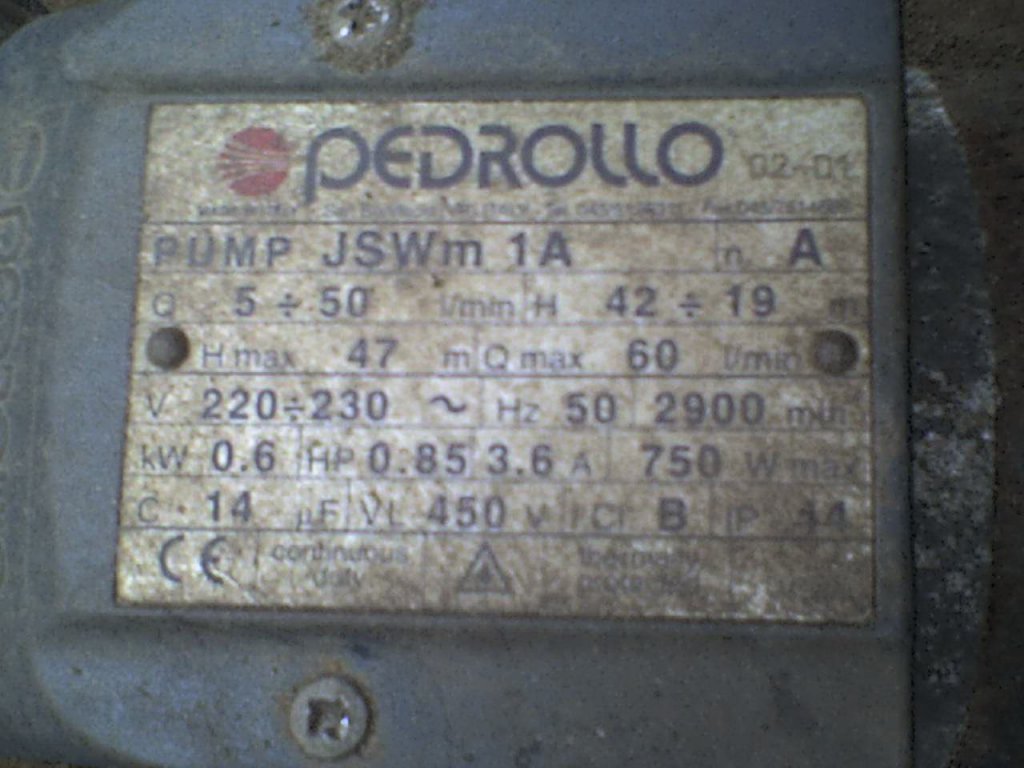 PEDROLLO 02-01
PUMP JSWm 1A n. A
Q 5 ÷ 50 l/min H 42 ÷ 19 m
H max 47 m Q max 60 l/min
V 220÷230 ~ Hz 50 2900 min
kW 0.6 HP 0.85 3.6 A 750 W max
C 14 µF VL 450 V I Cl B IP 44
CE continuous
duty
thermally
protected